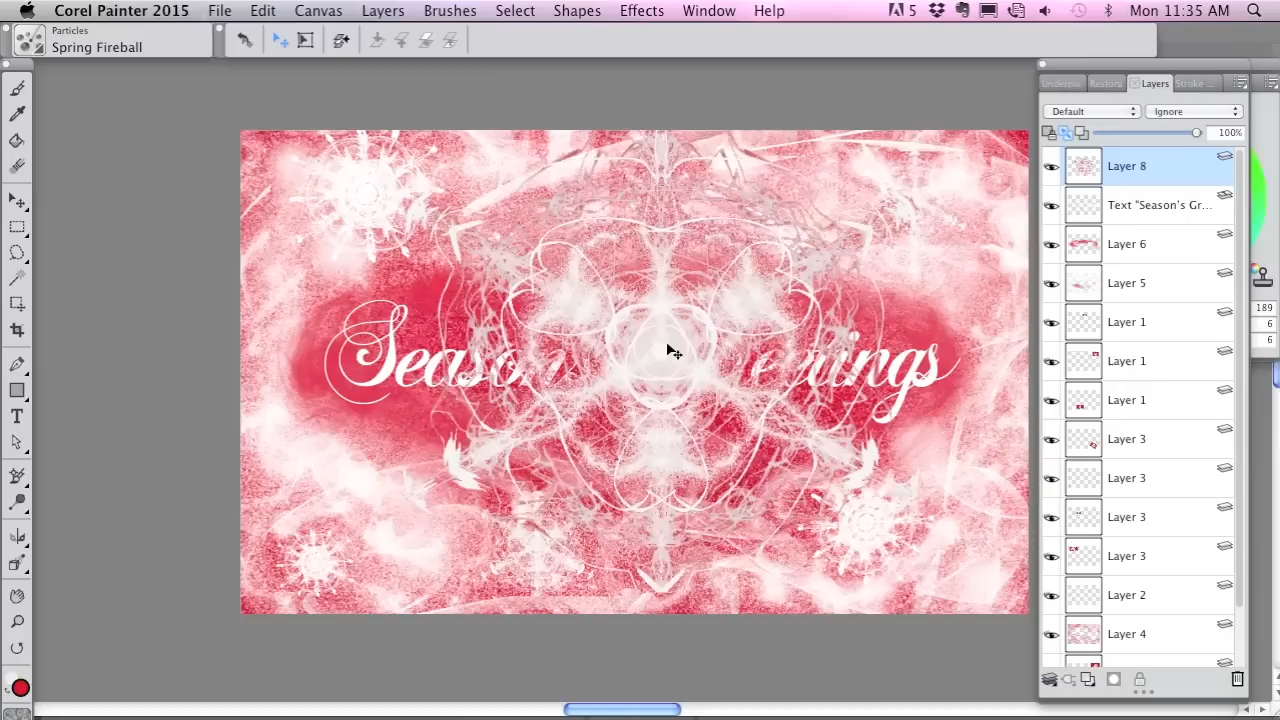 Corel Painter 2015 File Edit Canvas Layers Brushes Select Shapes Effects Window Help 5 Mon 11:35 AM
Particles
Spring Fireball
Restora Layers Stroke ...
Default Ignore
100%
Layer 8
Text "Season's Gr...
Layer 6
Layer 5
Layer 1
Layer 1
Layer 1
Layer 3
Layer 3
Layer 3
Layer 3
Layer 2
Layer 4
189
6
6
T